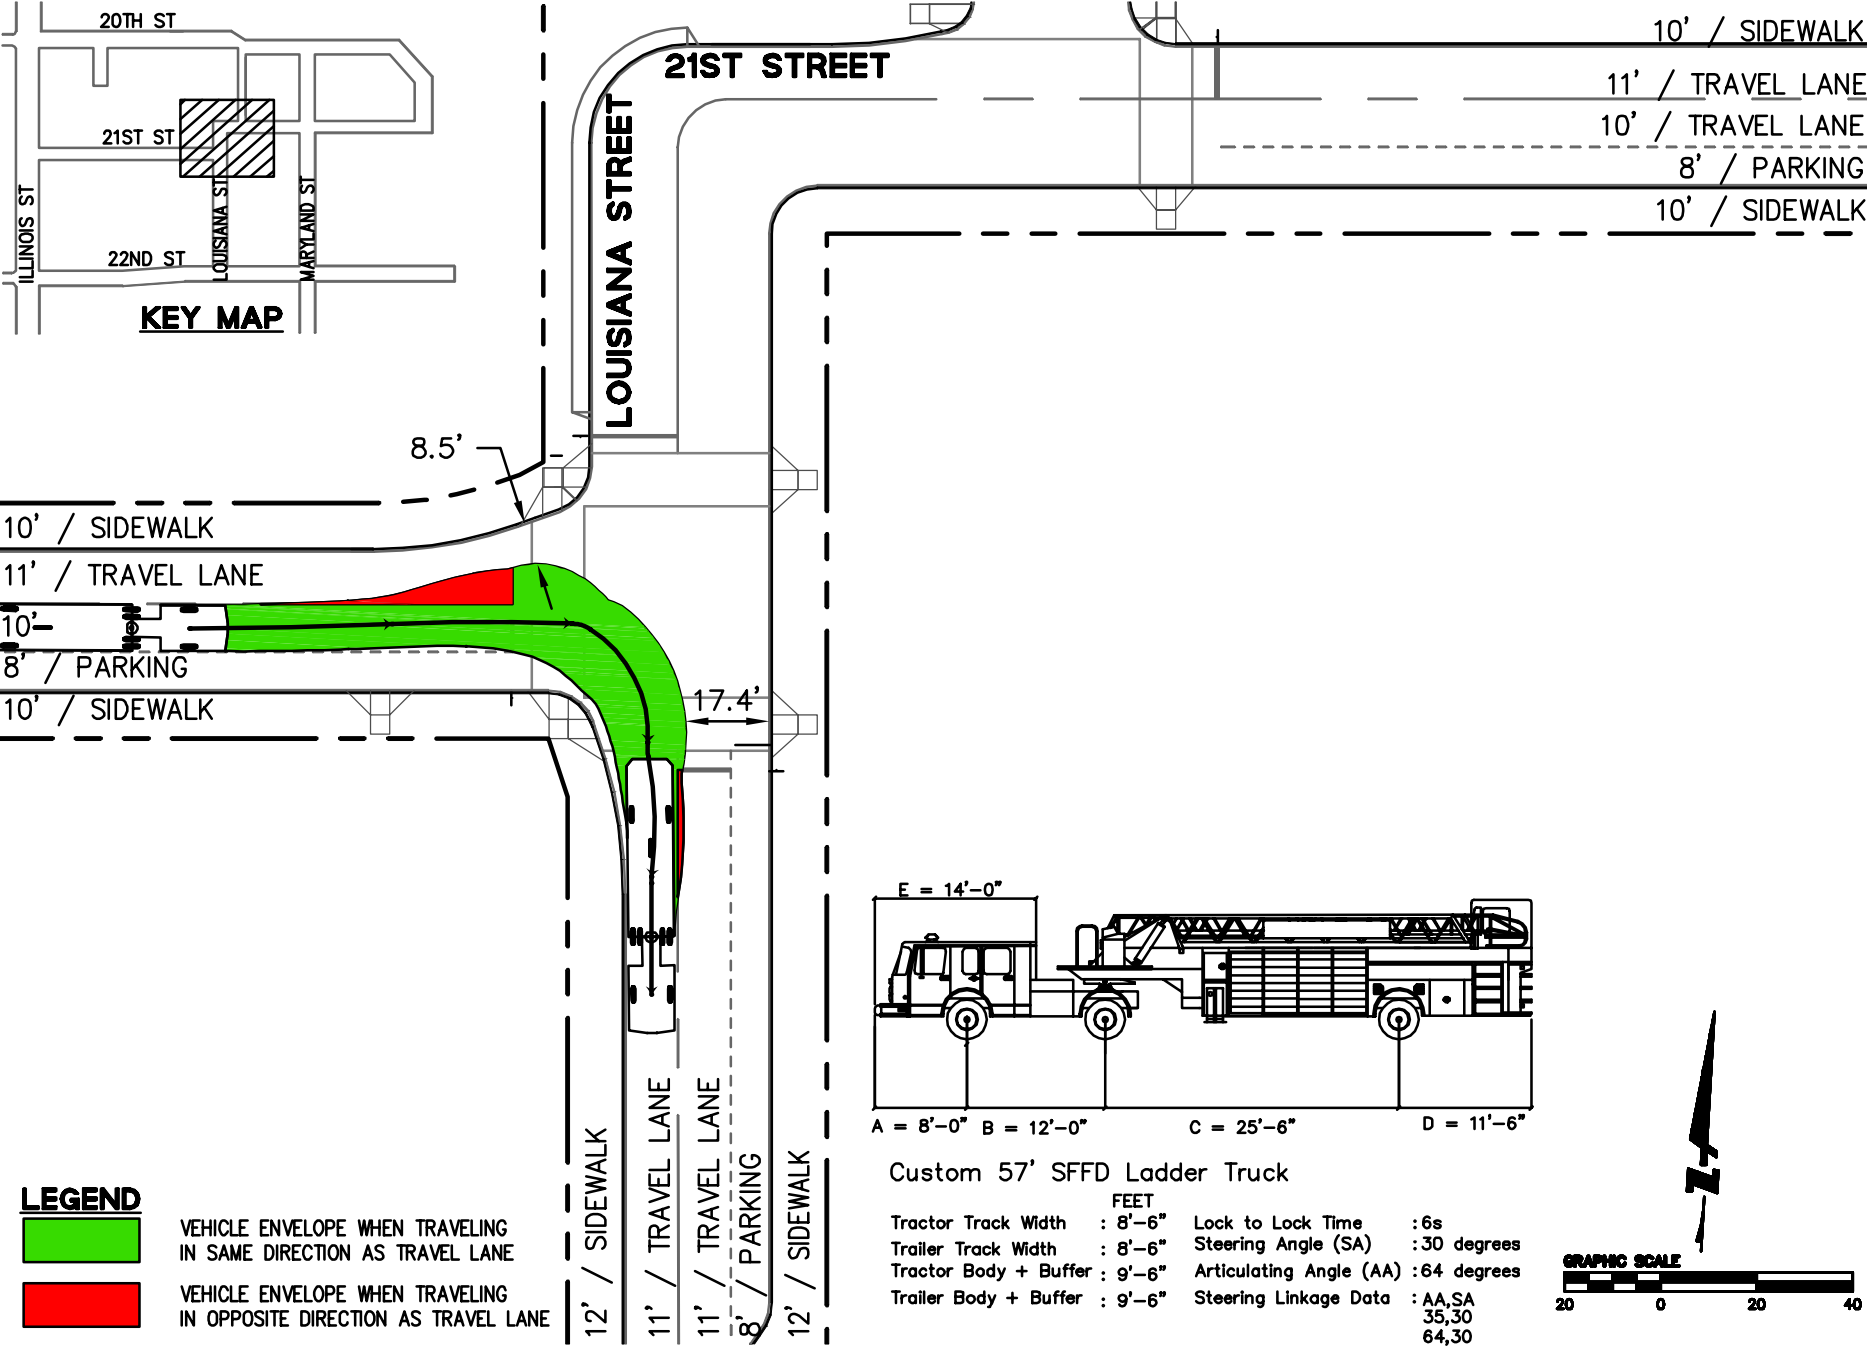 20TH ST
21ST ST
22ND ST
ILLINOIS ST
LOUISIANA ST
MARYLAND ST
KEY MAP
21ST STREET
LOUISIANA STREET
10' / SIDEWALK
11' / TRAVEL LANE
10' / TRAVEL LANE
8' / PARKING
10' / SIDEWALK
8.5'
10' / SIDEWALK
11' / TRAVEL LANE
10'
8' / PARKING
10' / SIDEWALK
17.4'
12' / SIDEWALK
11' / TRAVEL LANE
11' / TRAVEL LANE
8' / PARKING
12' / SIDEWALK
E = 14'-0"
A = 8'-0"
B = 12'-0"
C = 25'-6"
D = 11'-6"
Custom 57' SFFD Ladder Truck
FEET
Tractor Track Width : 8'-6" Lock to Lock Time : 6s
Trailer Track Width : 8'-6" Steering Angle (SA) : 30 degrees
Tractor Body + Buffer : 9'-6" Articulating Angle (AA) : 64 degrees
Trailer Body + Buffer : 9'-6" Steering Linkage Data : AA,SA
35,30
64,30
LEGEND
VEHICLE ENVELOPE WHEN TRAVELING
IN SAME DIRECTION AS TRAVEL LANE
VEHICLE ENVELOPE WHEN TRAVELING
IN OPPOSITE DIRECTION AS TRAVEL LANE
N
GRAPHIC SCALE
20 0 20 40